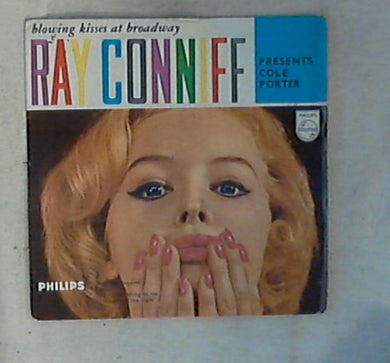 blowing kisses at broadway
RAY CONNIFF
PRESENTS
COLE
PORTER
PHILIPS
PHILIPS